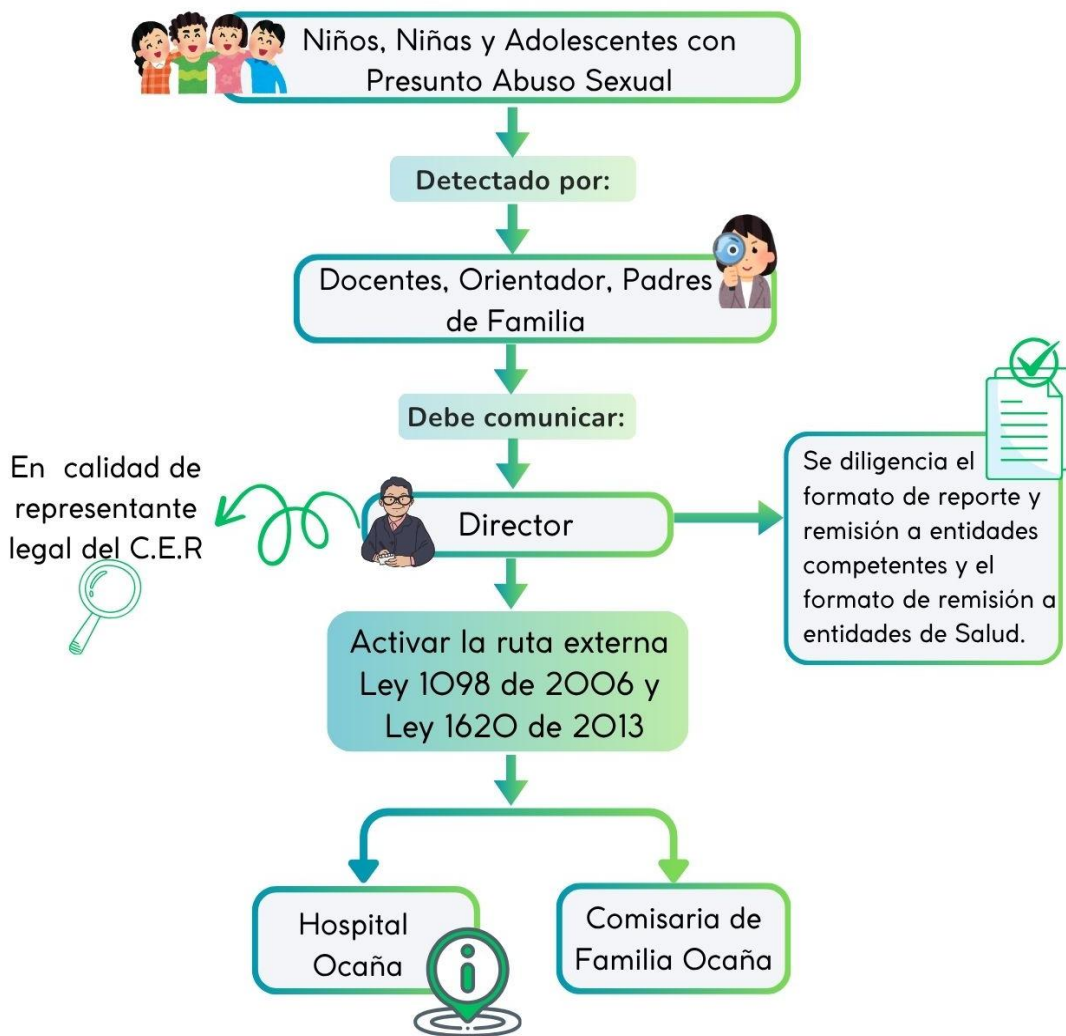 Niños, Niñas y Adolescentes con
Presunto Abuso Sexual
Detectado por:
Docentes, Orientador, Padres
de Familia
Debe comunicar:
En calidad de
representante
legal del C.E.R
Director
Se diligencia el
formato de reporte y
remisión a entidades
competentes y el
formato de remisión a
entidades de Salud.
Activar la ruta externa
Ley 1098 de 2006 y
Ley 1620 de 2013
Hospital
Ocaña
Comisaria de
Familia Ocaña